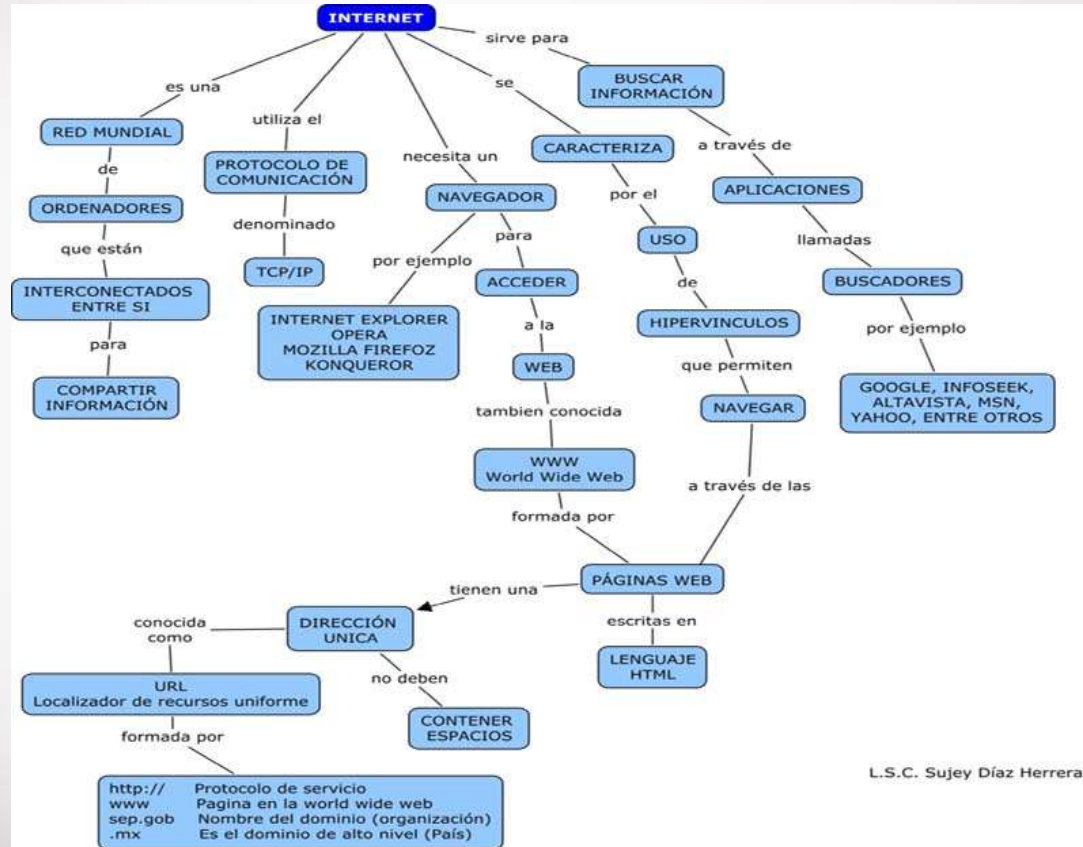 INTERNET
es una
RED MUNDIAL
de
ORDENADORES
que están
INTERCONECTADOS
ENTRE SI
para
COMPARTIR
INFORMACIÓN
utiliza el
PROTOCOLO DE
COMUNICACIÓN
denominado
TCP/IP
necesita un
NAVEGADOR
por ejemplo
INTERNET EXPLORER
OPERA
MOZILLA FIREFOZ
KONQUEROR
para
ACCEDER
a la
WEB
tambien conocida
WWW
World Wide Web
formada por
se
CARACTERIZA
por el
USO
de
HIPERVINCULOS
que permiten
NAVEGAR
a través de las
sirve para
BUSCAR
INFORMACIÓN
a través de
APLICACIONES
llamadas
BUSCADORES
por ejemplo
GOOGLE, INFOSEEK,
ALTAVISTA, MSN,
YAHOO, ENTRE OTROS
PÁGINAS WEB
tienen una
DIRECCIÓN
UNICA
conocida
como
URL
Localizador de recursos uniforme
formada por
http:// Protocolo de servicio
www Pagina en la world wide web
sep.gob Nombre del dominio (organización)
.mx Es el dominio de alto nivel (País)
no deben
CONTENER
ESPACIOS
escritas en
LENGUAJE
HTML
L.S.C. Sujey Díaz Herrera